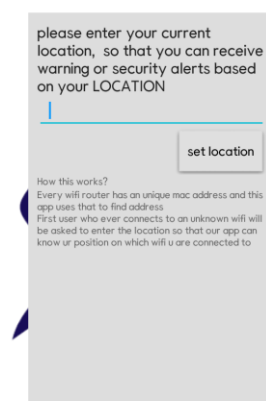 please enter your current
location,  so that you can receive
warning or security alerts based
on your LOCATION
set location
How this works?
Every wifi router has an unique mac address and this
app uses that to find address
First user who ever connects to an unknown wifi will
be asked to enter the location so that our app can
know ur position on which wifi u are connected to